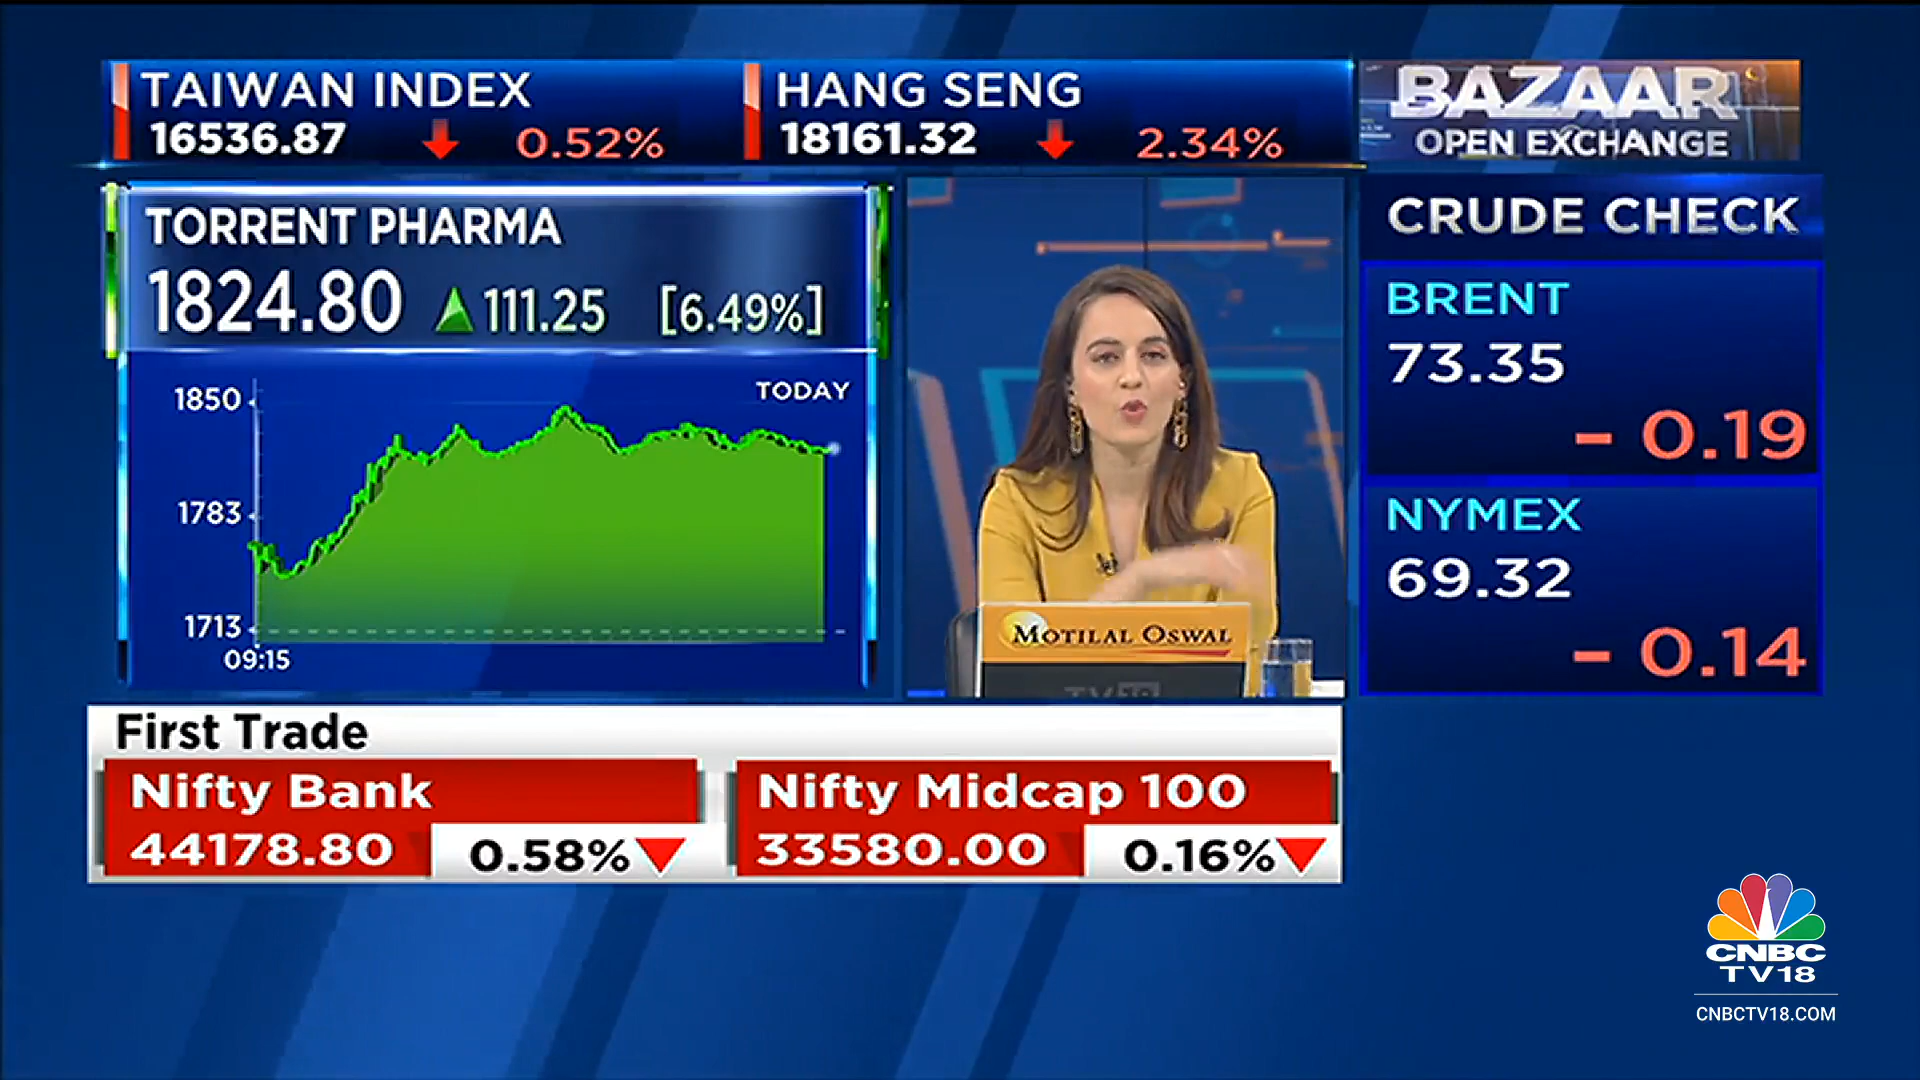 TAIWAN INDEX
16536.87 0.52%
HANG SENG
18161.32 2.34%
BAZAAR
OPEN EXCHANGE
TORRENT PHARMA
1824.80 111.25 [6.49%]
TODAY
1850
1783
1713
09:15
MOTILAL OSWAL
TV18
CRUDE CHECK
BRENT
73.35
- 0.19
NYMEX
69.32
- 0.14
First Trade
Nifty Bank
44178.80 0.58%
Nifty Midcap 100
33580.00 0.16%
CNBC
TV18
CNBCTV18.COM